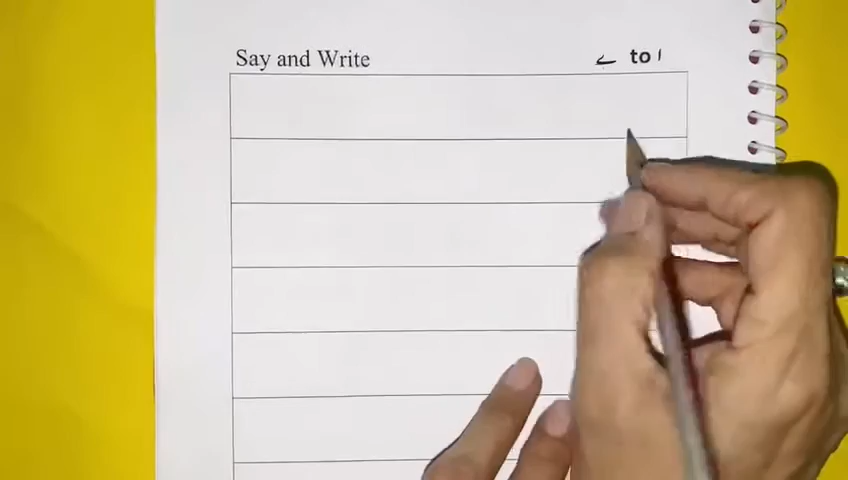 Say and Write ے to ا